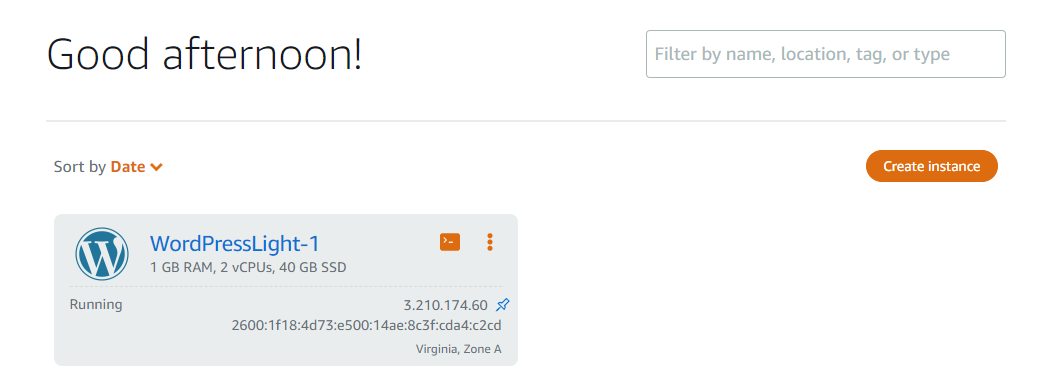 Good afternoon!
Filter by name, location, tag, or type
Sort by Date
Create instance
WordPressLight-1
1 GB RAM, 2 vCPUs, 40 GB SSD
Running
3.210.174.60
2600:1f18:4d73:e500:14ae:8c3f:cda4:c2cd
Virginia, Zone A